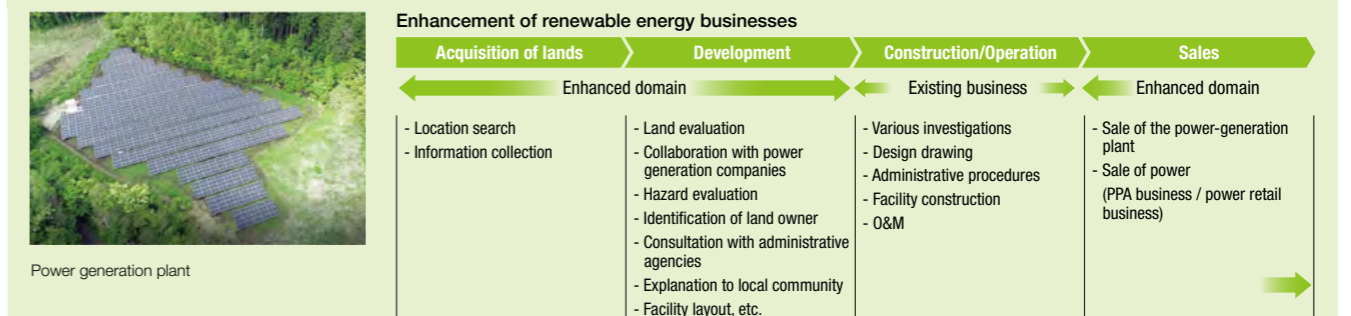 Enhancement of renewable energy businesses
Acquisition of lands
Development
Construction/Operation
Sales
Enhanced domain
Existing business
Enhanced domain
- Location search
- Information collection
- Land evaluation
- Collaboration with power
generation companies
- Hazard evaluation
- Identification of land owner
- Consultation with administrative
agencies
- Explanation to local community
- Facility layout, etc.
- Various investigations
- Design drawing
- Administrative procedures
- Facility construction
- O&M
- Sale of the power-generation
plant
- Sale of power
(PPA business / power retail
business)
Power generation plant